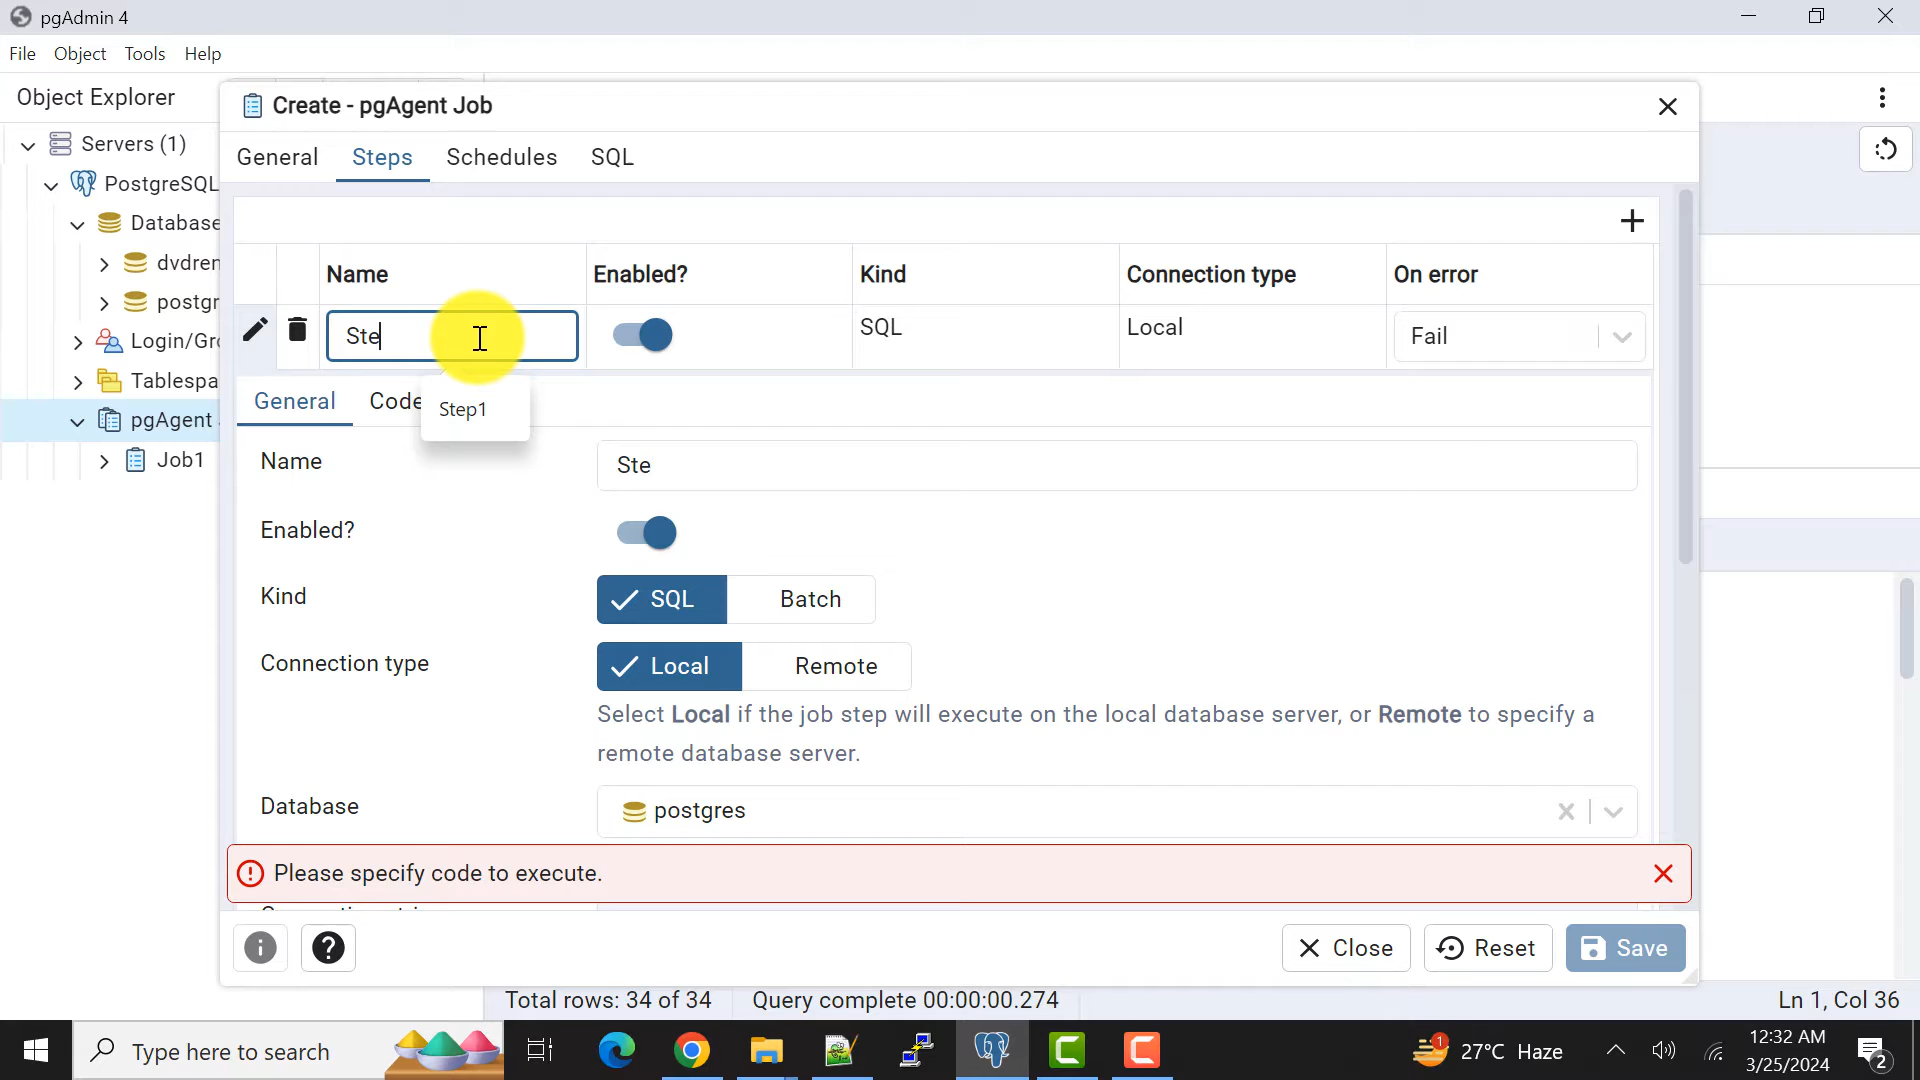 pgAdmin 4
File Object Tools Help
Object Explorer
Servers (1)
PostgreSQL
Database
dvdren
postgr
Login/Gro
Tablespa
pgAgent
Job1
Create - pgAgent Job
General Steps Schedules SQL
Name Enabled? Kind Connection type On error
Ste SQL Local Fail
Step1
General Code
Name Ste
Enabled?
Kind SQL Batch
Connection type Local Remote
Select Local if the job step will execute on the local database server, or Remote to specify a
remote database server.
Database postgres
Please specify code to execute.
Close Reset Save
Total rows: 34 of 34 Query complete 00:00:00.274 Ln 1, Col 36
Type here to search
1 27°C Haze
12:32 AM
3/25/2024
2